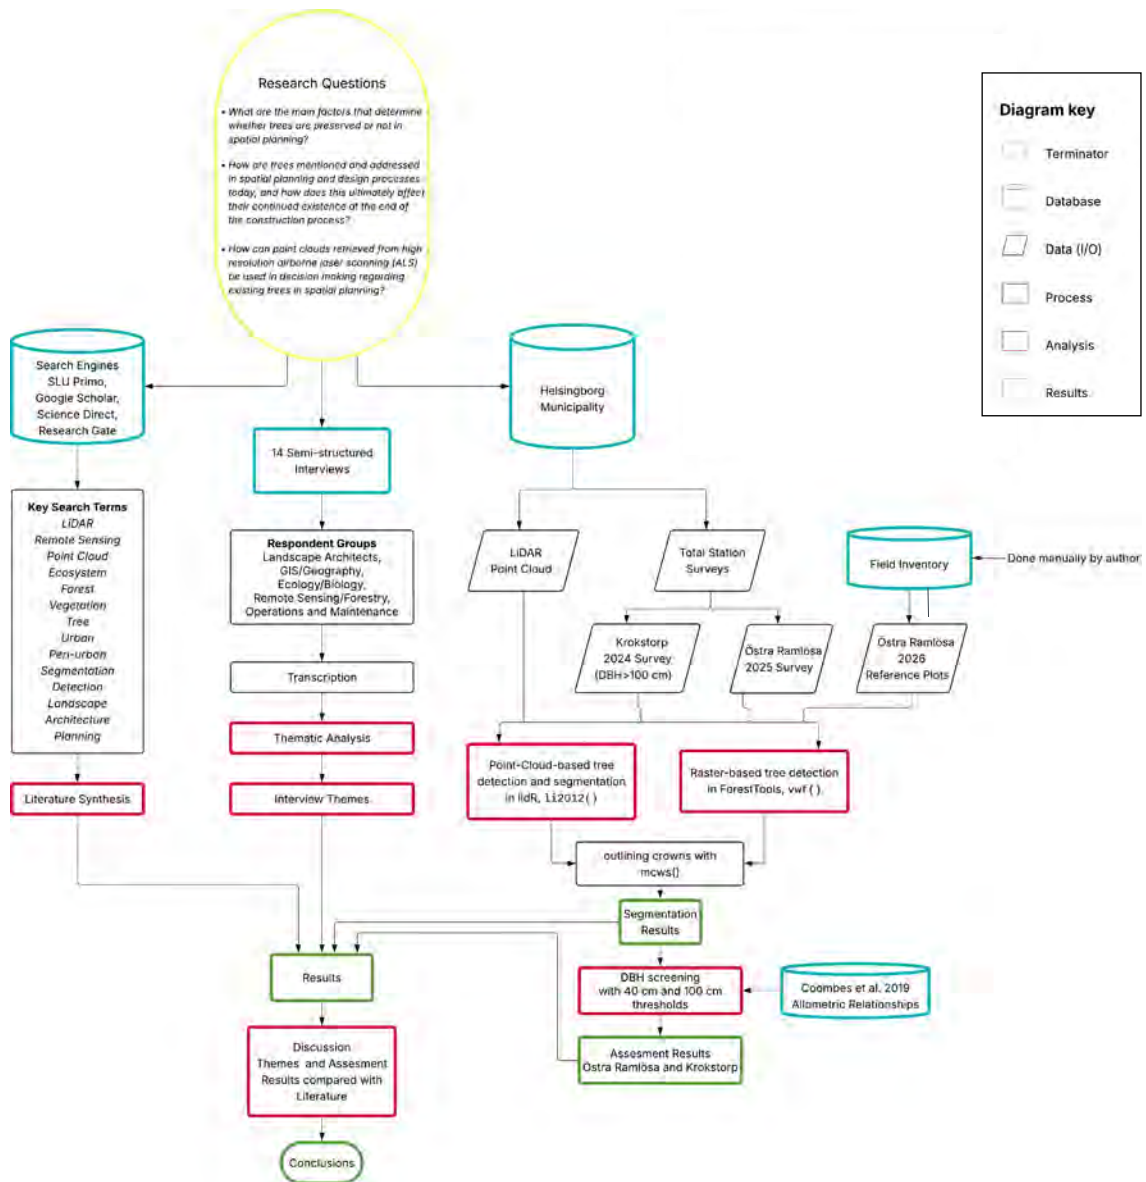 Research Questions
• What are the main factors that determine
whether trees are preserved or not in
spatial planning?
• How are trees mentioned and addressed
in spatial planning and design processes
today, and how does this ultimately affect
their continued existence at the end of
the construction process?
• How can point clouds retrieved from high
resolution airborne laser scanning (ALS)
be used in decision making regarding
existing trees in spatial planning?
Diagram key
Terminator
Database
Data (I/O)
Process
Analysis
Results
Search Engines
SLU Primo,
Google Scholar,
Science Direct,
Research Gate
Helsingborg
Municipality
14 Semi-structured
Interviews
Key Search Terms
LiDAR
Remote Sensing
Point Cloud
Ecosystem
Forest
Vegetation
Tree
Urban
Peri-urban
Segmentation
Detection
Landscape
Architecture
Planning
Respondent Groups
Landscape Architects,
GIS/Geography,
Ecology/Biology,
Remote Sensing/Forestry,
Operations and Maintenance
LiDAR
Point Cloud
Total Station
Surveys
Field Inventory
Done manually by author
Krokstorp
2024 Survey
(DBH>100 cm)
Östra Ramlösa
2025 Survey
Östra Ramlösa
2026
Reference Plots
Transcription
Thematic Analysis
Interview Themes
Literature Synthesis
Point-Cloud-based tree
detection and segmentation
in lidR, li2012()
Raster-based tree detection
in ForestTools, vwf().
outlining crowns with
mcws()
Segmentation
Results
Results
DBH screening
with 40 cm and 100 cm
thresholds
Coombes et al. 2019
Allometric Relationships
Assesment Results
Östra Ramlösa and Krokstorp
Discussion
Themes and Assesment
Results compared with
Literature
Conclusions